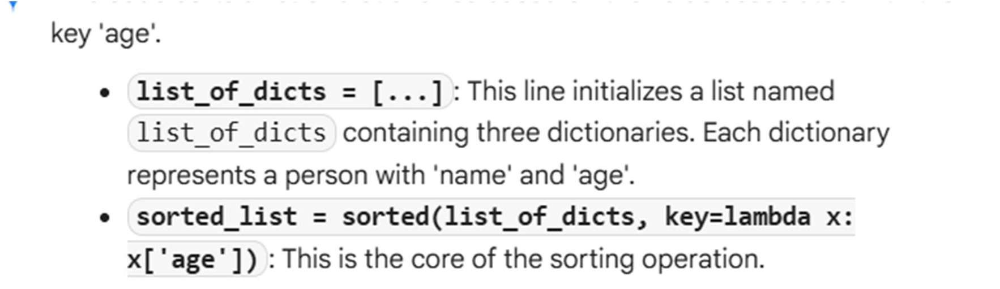 key 'age'.
• list_of_dicts = [...]: This line initializes a list named
list_of_dicts containing three dictionaries. Each dictionary
represents a person with 'name' and 'age'.
• sorted_list = sorted(list_of_dicts, key=lambda x:
x['age']): This is the core of the sorting operation.